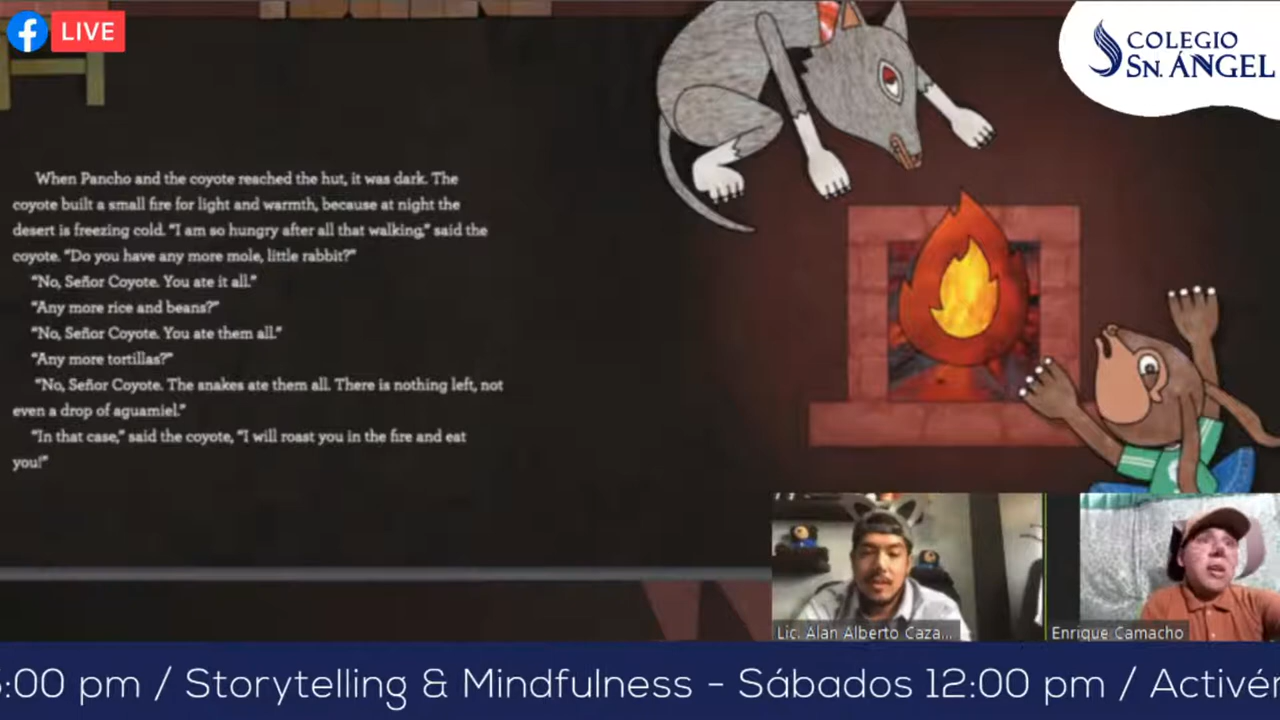 f LIVE
COLEGIO
SN. ÁNGEL
When Pancho and the coyote reached the hut, it was dark. The
coyote built a small fire for light and warmth, because at night the
desert is freezing cold. “I am so hungry after all that walking,” said the
coyote. “Do you have any more mole, little rabbit?”
“No, Señor Coyote. You ate it all.”
“Any more rice and beans?”
“No, Señor Coyote. You ate them all.”
“Any more tortillas?”
“No, Señor Coyote. The snakes ate them all. There is nothing left, not
even a drop of aguamiel.”
“In that case,” said the coyote, “I will roast you in the fire and eat
you!”
Lic. Alan Alberto Caza...
Enrique Camacho
:00 pm / Storytelling & Mindfulness - Sábados 12:00 pm / Activé